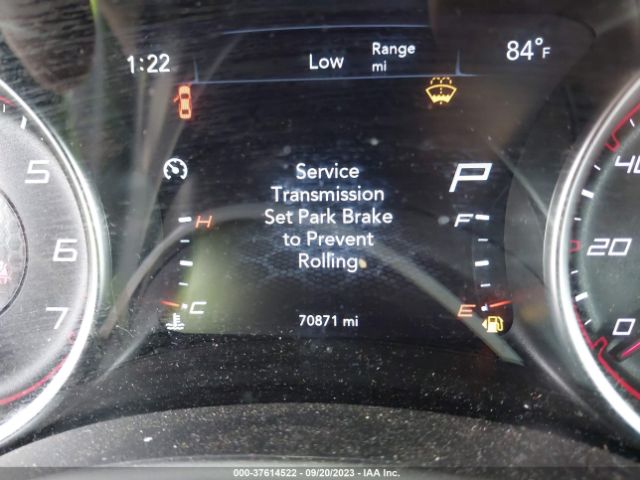 1:22
Low
Range
mi
84°F
Service
Transmission
Set Park Brake
to Prevent
Rolling
P
H
C
F
E
70871 mi
5
6
7
40
20
0
000-37614522 - 09/20/2023 - IAA Inc.